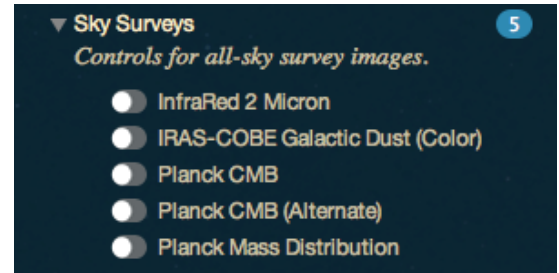 Sky Surveys 5
Controls for all-sky survey images.
InfraRed 2 Micron
IRAS-COBE Galactic Dust (Color)
Planck CMB
Planck CMB (Alternate)
Planck Mass Distribution